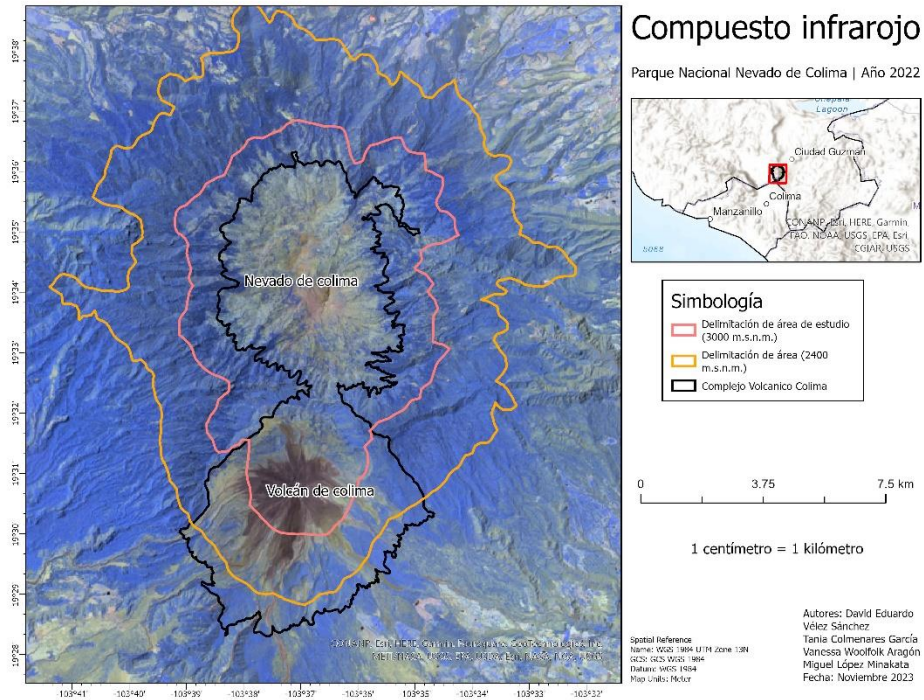 Compuesto infrarojo
Parque Nacional Nevado de Colima | Año 2022
Lagoon
Ciudad Guzmán
Colima
Manzanillo
CONANP, Esri, HERE, Garmin,
FAO, NOAA, USGS, EPA, Esri,
CGIAR, USGS
5068
Simbología
Delimitación de área de estudio
(3000 m.s.n.m.)
Delimitación de área (2400
m.s.n.m.)
Complejo Volcanico Colima
0 3.75 7.5 km
1 centímetro = 1 kilómetro
Spatial Reference
Name: WGS 1984 UTM Zone 13N
GCS: GCS WGS 1984
Datum: WGS 1984
Map Units: Meter
Autores: David Eduardo
Vélez Sánchez
Tania Colmenares García
Vanessa Woolfolk Aragón
Miguel López Minakata
Fecha: Noviembre 2023
Nevado de colima
Volcán de colima
19°38'
19°37'
19°36'
19°35'
19°34'
19°33'
19°32'
19°31'
19°30'
19°29'
19°28'
-103°41' -103°40' -103°39' -103°38' -103°37' -103°36' -103°35' -103°34' -103°33' -103°32'